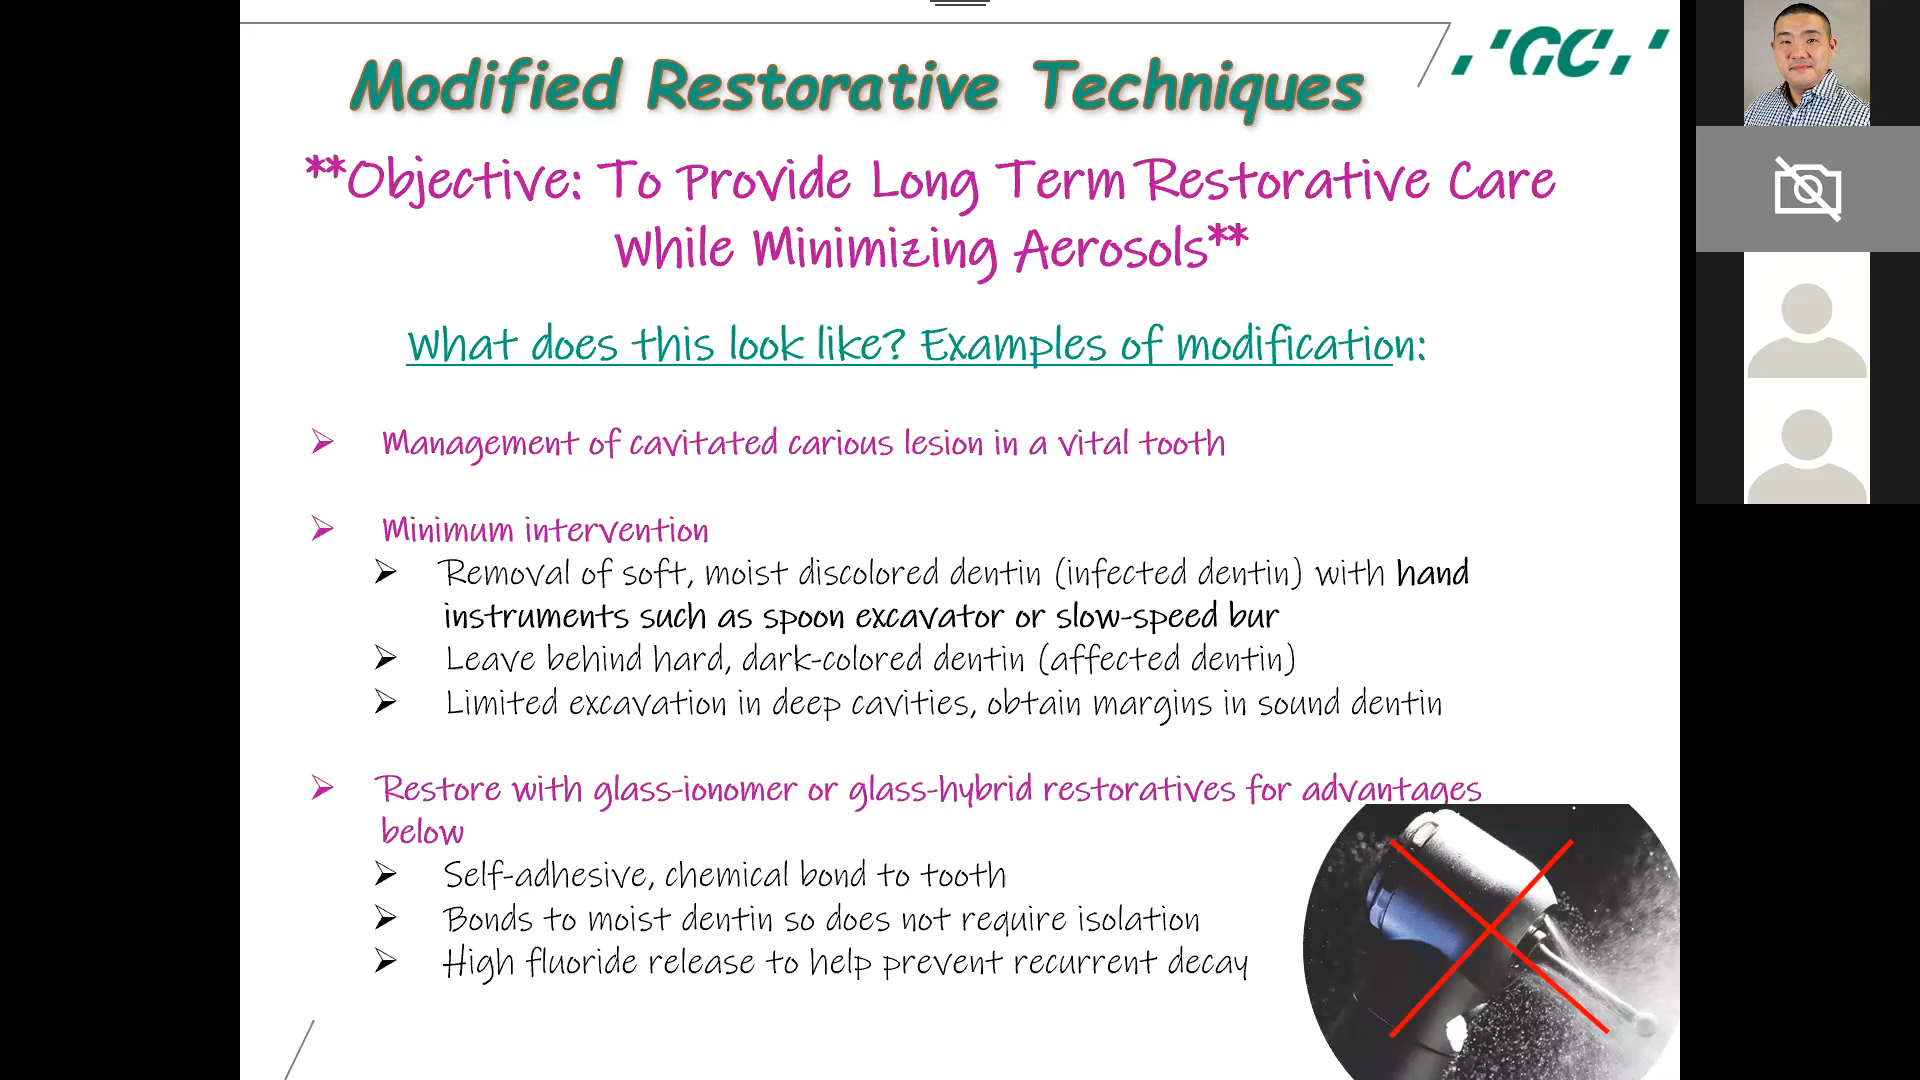 Modified Restorative Techniques
'GC'
**Objective: To Provide Long Term Restorative Care
While Minimizing Aerosols**
What does this look like? Examples of modification:
Management of cavitated carious lesion in a vital tooth
Minimum intervention
Removal of soft, moist discolored dentin (infected dentin) with hand
instruments such as spoon excavator or slow-speed bur
Leave behind hard, dark-colored dentin (affected dentin)
Limited excavation in deep cavities, obtain margins in sound dentin
Restore with glass-ionomer or glass-hybrid restoratives for advantages
below
Self-adhesive, chemical bond to tooth
Bonds to moist dentin so does not require isolation
High fluoride release to help prevent recurrent decay